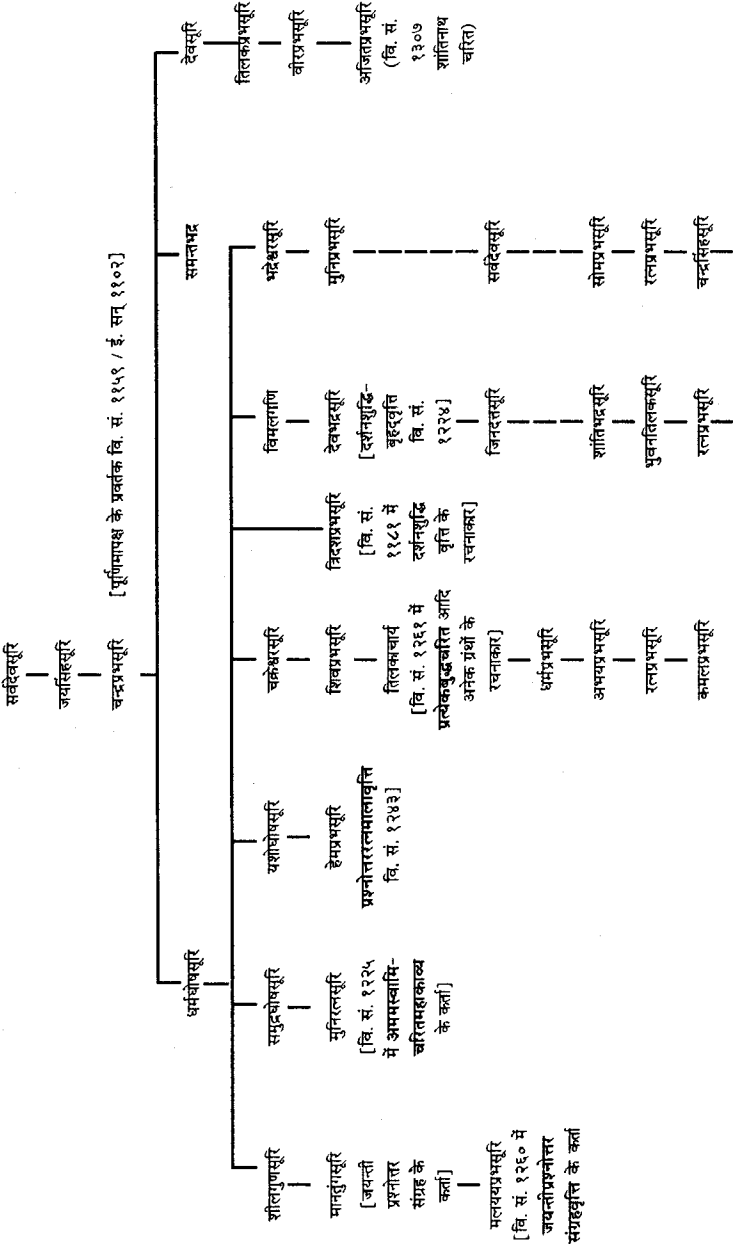 सर्वदेवसूरि
जयसिंहसूरि
चन्द्रप्रभसूरि
[पूर्णिमापक्ष के प्रवर्तक वि. सं. ११५९ / ई. सन् ११०२]
धर्मघोषसूरि
समन्तभद्र
देवसूरि
तिलकप्रभसूरि
वीरप्रभसूरि
अजितप्रभसूरि
(वि. सं.
१३०७
शांतिनाथ
चरित)
शीलगुणसूरि
मानतुंगसूरि
[जयन्ती
प्रश्नोत्तर
संग्रह के
कर्ता]
मलययप्रभसूरि
[वि. सं. १२६० में
जयन्तीप्रश्नोत्तर
संग्रहवृत्ति के कर्ता
समुद्रघोषसूरि
मुनिरत्नसूरि
[वि. सं. १२२५
में अममस्वामि-
चरितमहाकाव्य
के कर्ता]
यशोघोषसूरि
हेमप्रभसूरि
प्रश्नोत्तररत्नमालावृत्ति
वि. सं. १२४३]
चक्रेश्वरसूरि
शिवप्रभसूरि
तिलकाचार्य
[वि. सं. १२६१ में
प्रत्येकबुद्धचरित आदि
अनेक ग्रंथों के
रचनाकार]
धर्मप्रभसूरि
अभयप्रभसूरि
रत्नप्रभसूरि
कमलप्रभसूरि
त्रिदशप्रभसूरि
[वि. सं.
११८१ में
दर्शनशुद्धि
वृत्ति के
रचनाकार]
विमलगणि
देवभद्रसूरि
[दर्शनशुद्धि-
बृहद्वृत्ति
वि. सं.
१२२४]
जिनदत्तसूरि
शांतिभद्रसूरि
भुवनतिलकसूरि
रत्नप्रभसूरि
भद्रेश्वरसूरि
मुनिप्रभसूरि
सर्वदेवसूरि
सोमप्रभसूरि
रत्नप्रभसूरि
चन्द्रसिंहसूरि